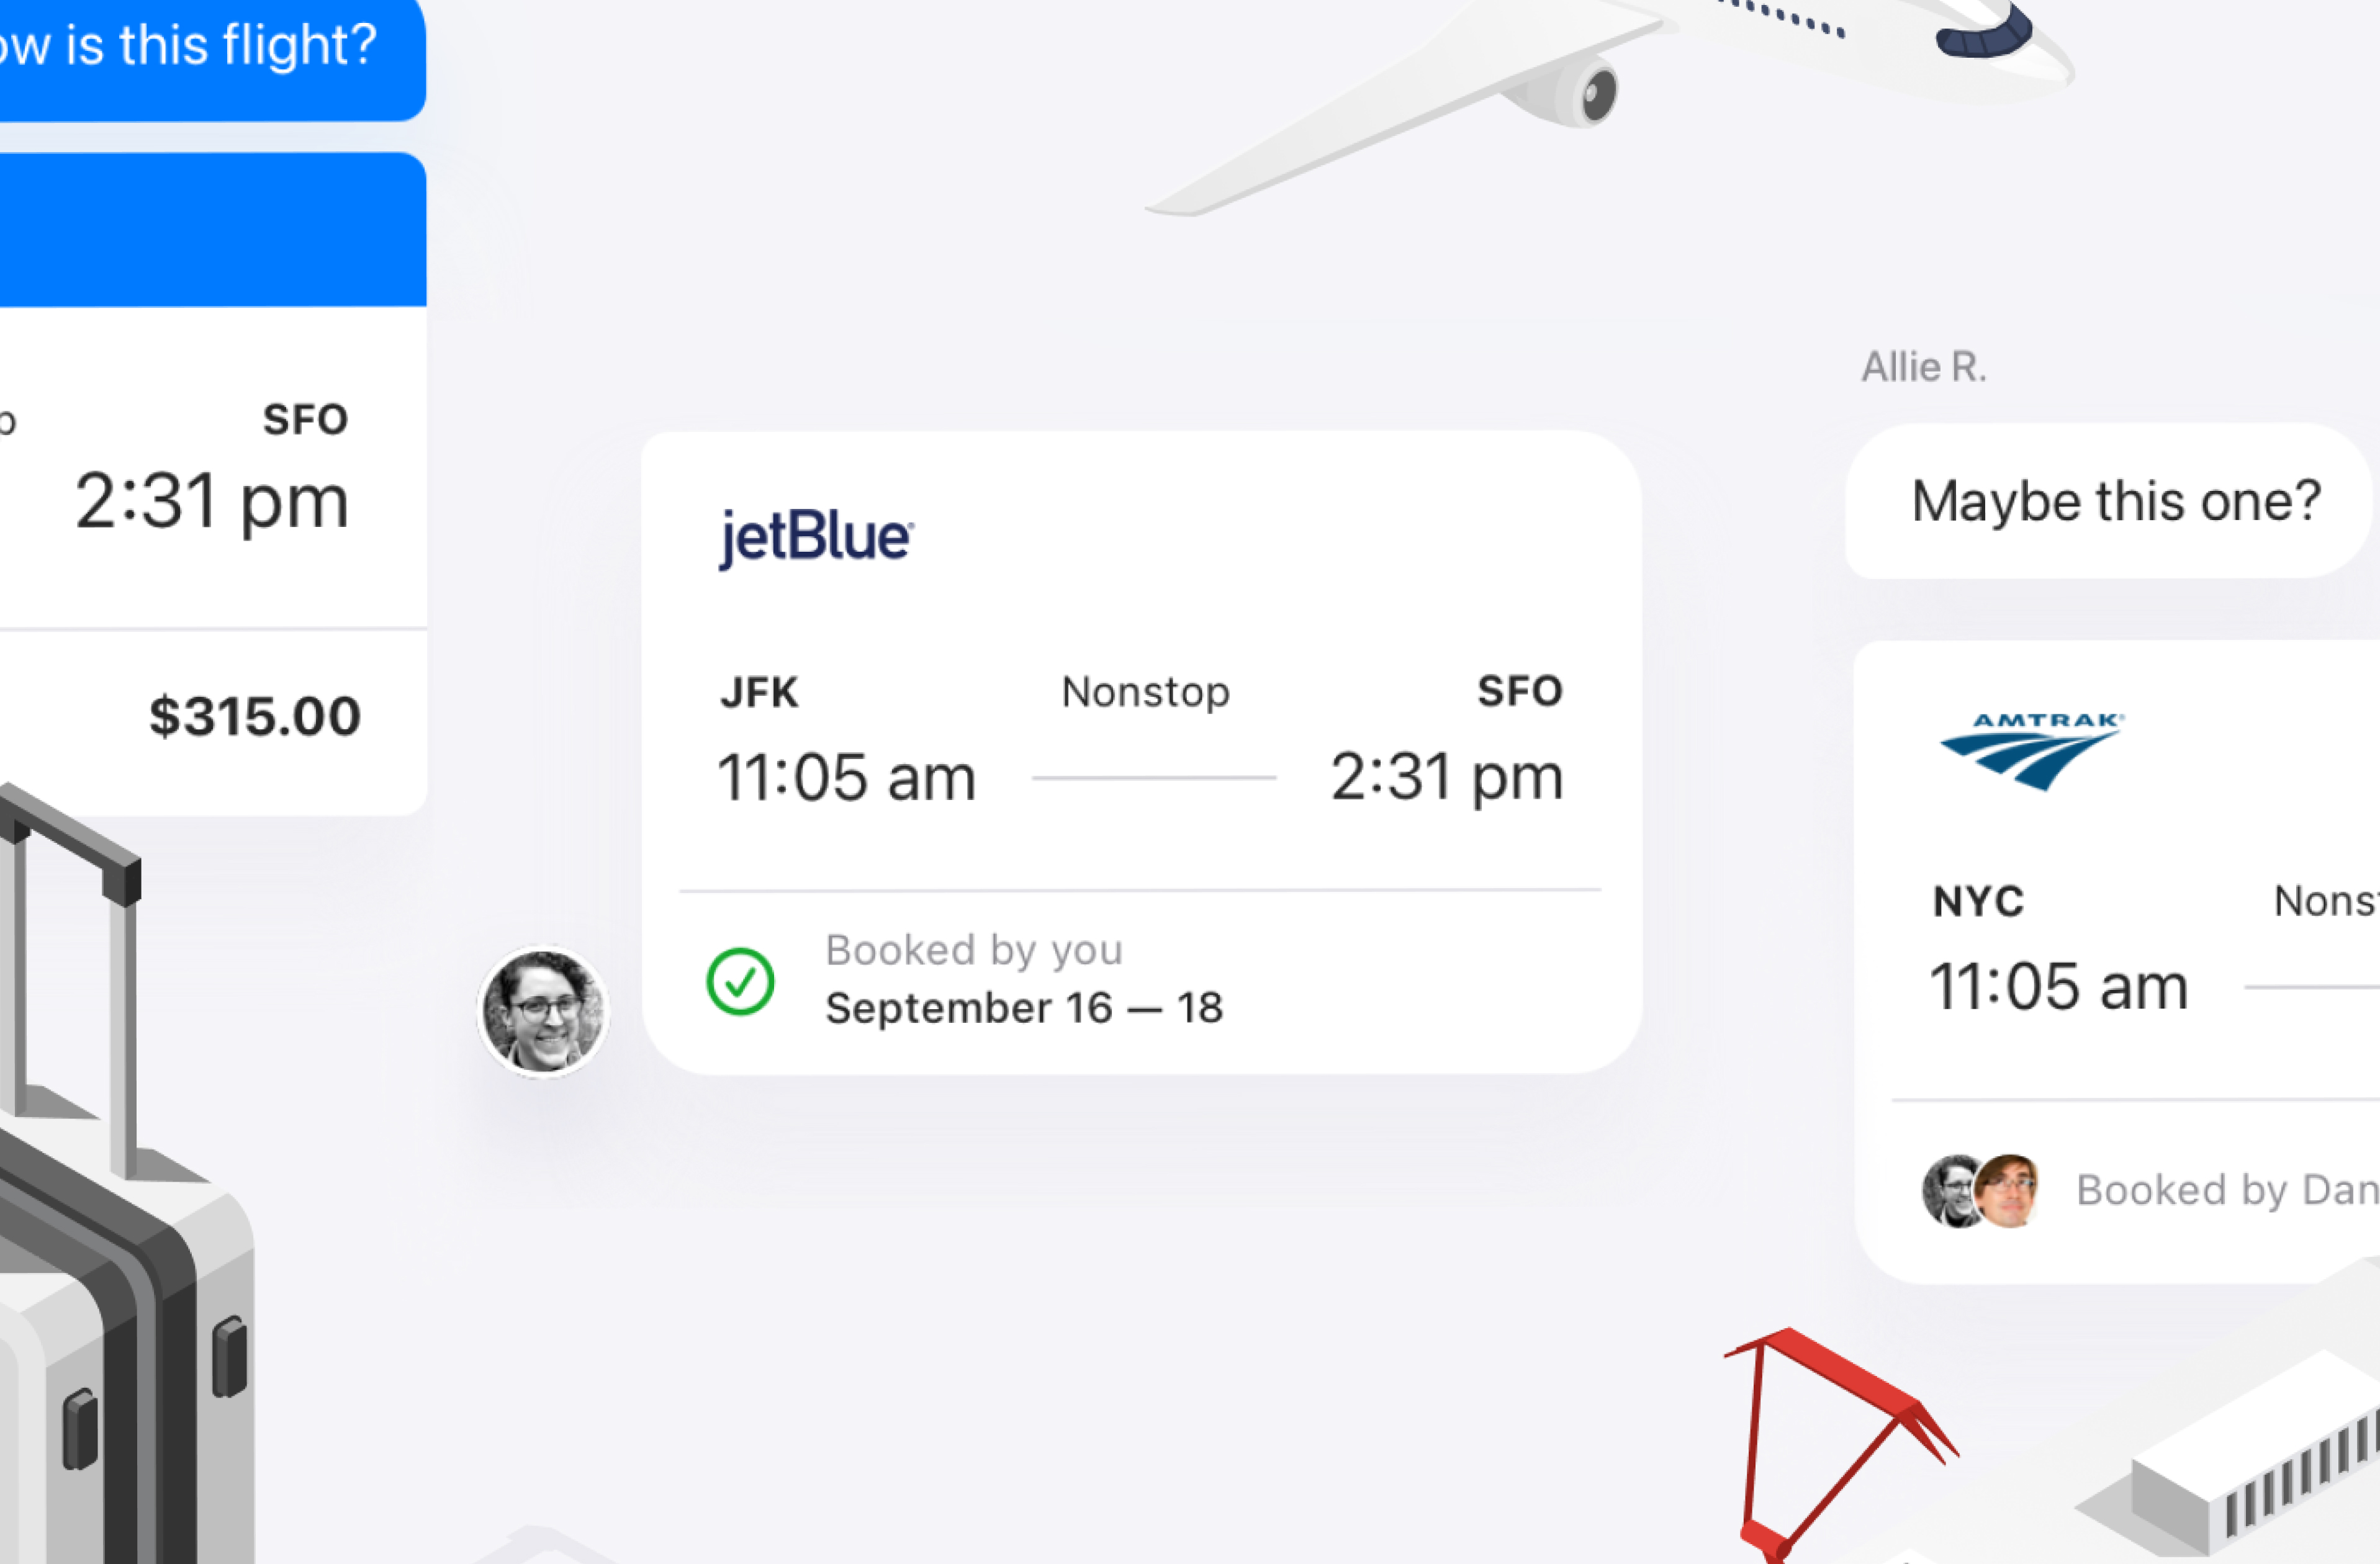 ow is this flight?
p SFO
2:31 pm
$315.00
jetBlue®
JFK Nonstop SFO
11:05 am 2:31 pm
Booked by you
September 16 — 18
Allie R.
Maybe this one?
AMTRAK®
NYC Nons
11:05 am
Booked by Dan